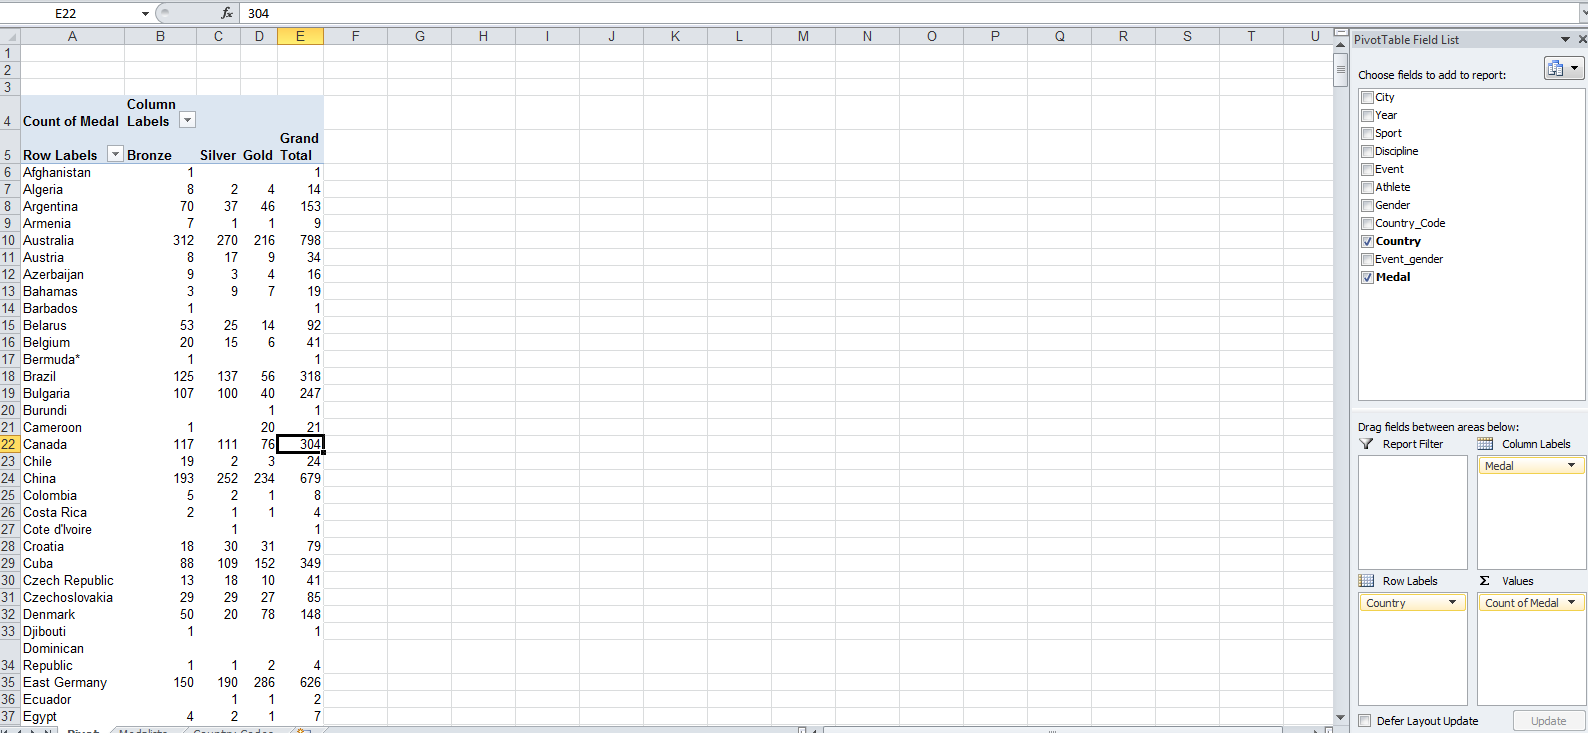 E22 fx 304
A B C D E F G H I J K L M N O P Q R S T U
1
2
3
Column
4 Count of Medal Labels
Grand
5 Row Labels Bronze Silver Gold Total
6 Afghanistan 1 1
7 Algeria 8 2 4 14
8 Argentina 70 37 46 153
9 Armenia 7 1 1 9
10 Australia 312 270 216 798
11 Austria 8 17 9 34
12 Azerbaijan 9 3 4 16
13 Bahamas 3 9 7 19
14 Barbados 1 1
15 Belarus 53 25 14 92
16 Belgium 20 15 6 41
17 Bermuda* 1 1
18 Brazil 125 137 56 318
19 Bulgaria 107 100 40 247
20 Burundi 1 1
21 Cameroon 1 20 21
22 Canada 117 111 76 304
23 Chile 19 2 3 24
24 China 193 252 234 679
25 Colombia 5 2 1 8
26 Costa Rica 2 1 1 4
27 Cote d'Ivoire 1 1
28 Croatia 18 30 31 79
29 Cuba 88 109 152 349
30 Czech Republic 13 18 10 41
31 Czechoslovakia 29 29 27 85
32 Denmark 50 20 78 148
33 Djibouti 1 1
Dominican
34 Republic 1 1 2 4
35 East Germany 150 190 286 626
36 Ecuador 1 1 2
37 Egypt 4 2 1 7
Pivot Medalists Country Codes
PivotTable Field List
Choose fields to add to report:
City
Year
Sport
Discipline
Event
Athlete
Gender
Country_Code
Country
Event_gender
Medal
Drag fields between areas below:
Report Filter Column Labels
Medal
Row Labels Σ Values
Country Count of Medal
Defer Layout Update Update